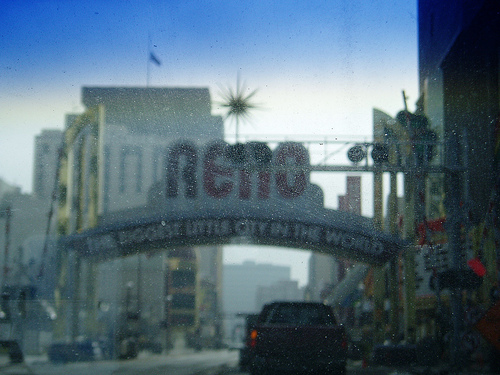 RENO
THE BIGGEST LITTLE CITY IN THE WORLD